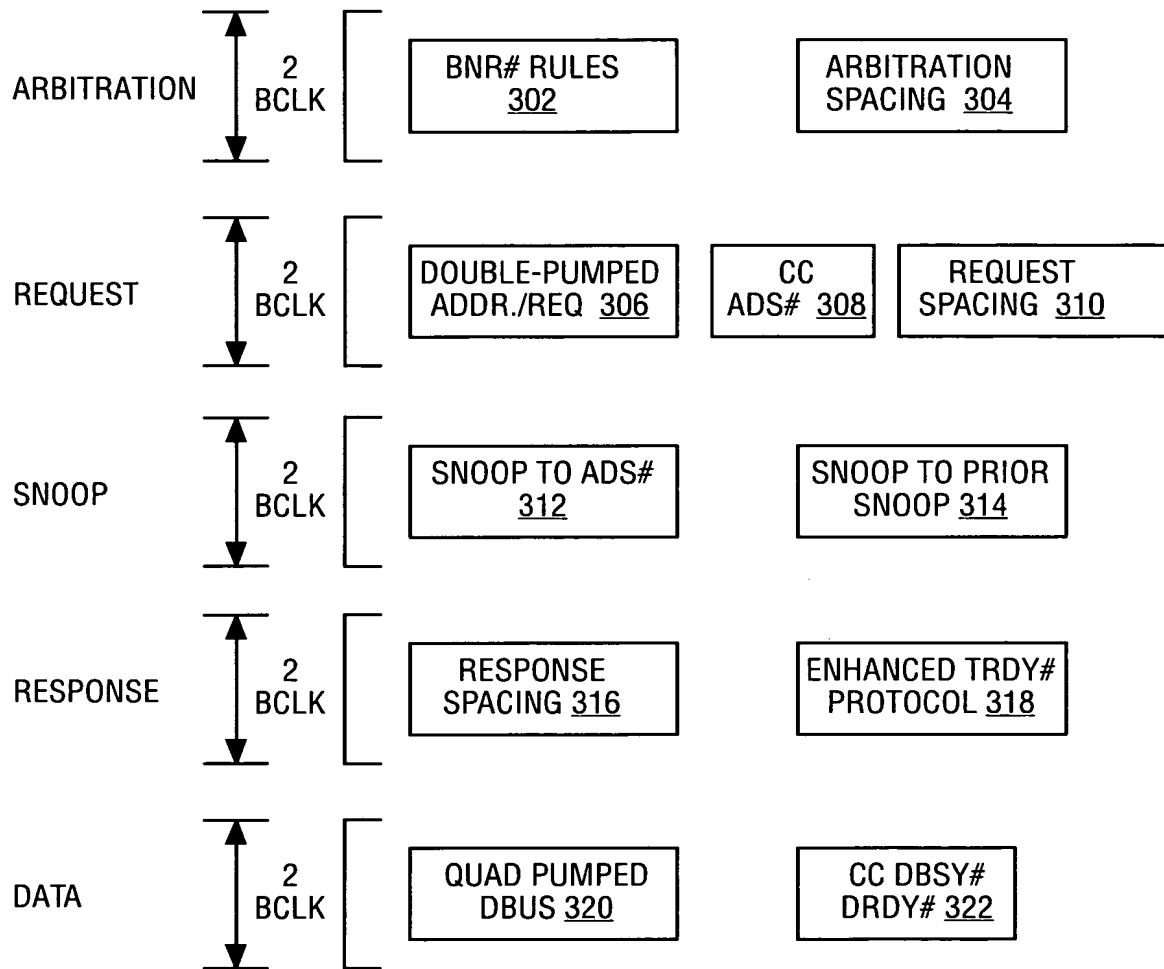 ARBITRATION
2
BCLK
BNR# RULES
302
ARBITRATION
SPACING 304
REQUEST
2
BCLK
DOUBLE-PUMPED
ADDR./REQ 306
CC
ADS# 308
REQUEST
SPACING 310
SNOOP
2
BCLK
SNOOP TO ADS#
312
SNOOP TO PRIOR
SNOOP 314
RESPONSE
2
BCLK
RESPONSE
SPACING 316
ENHANCED TRDY#
PROTOCOL 318
DATA
2
BCLK
QUAD PUMPED
DBUS 320
CC DBSY#
DRDY# 322